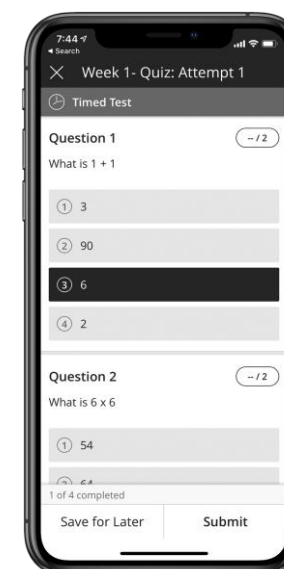 7:44
Search
Week 1- Quiz: Attempt 1
Timed Test
Question 1
-- / 2
What is 1 + 1
1 3
2 90
3 6
4 2
Question 2
-- / 2
What is 6 x 6
1 54
2 64
1 of 4 completed
Save for Later
Submit